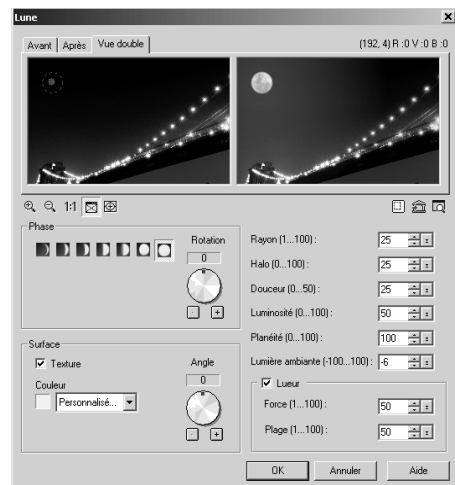 Lune
Avant Après Vue double (192, 4) R :0 V :0 B :0
1:1
Phase
Rotation
0
- +
Rayon (1...100) : 25
Halo (0...100) : 25
Douceur (0...50) : 25
Luminosité (0...100) : 50
Planéité (0...100) : 100
Lumière ambiante (-100...100) : -6
Surface
Texture
Couleur
Personnalisé...
Angle
0
- +
Lueur
Force (1...100) : 50
Plage (1...100) : 50
OK Annuler Aide